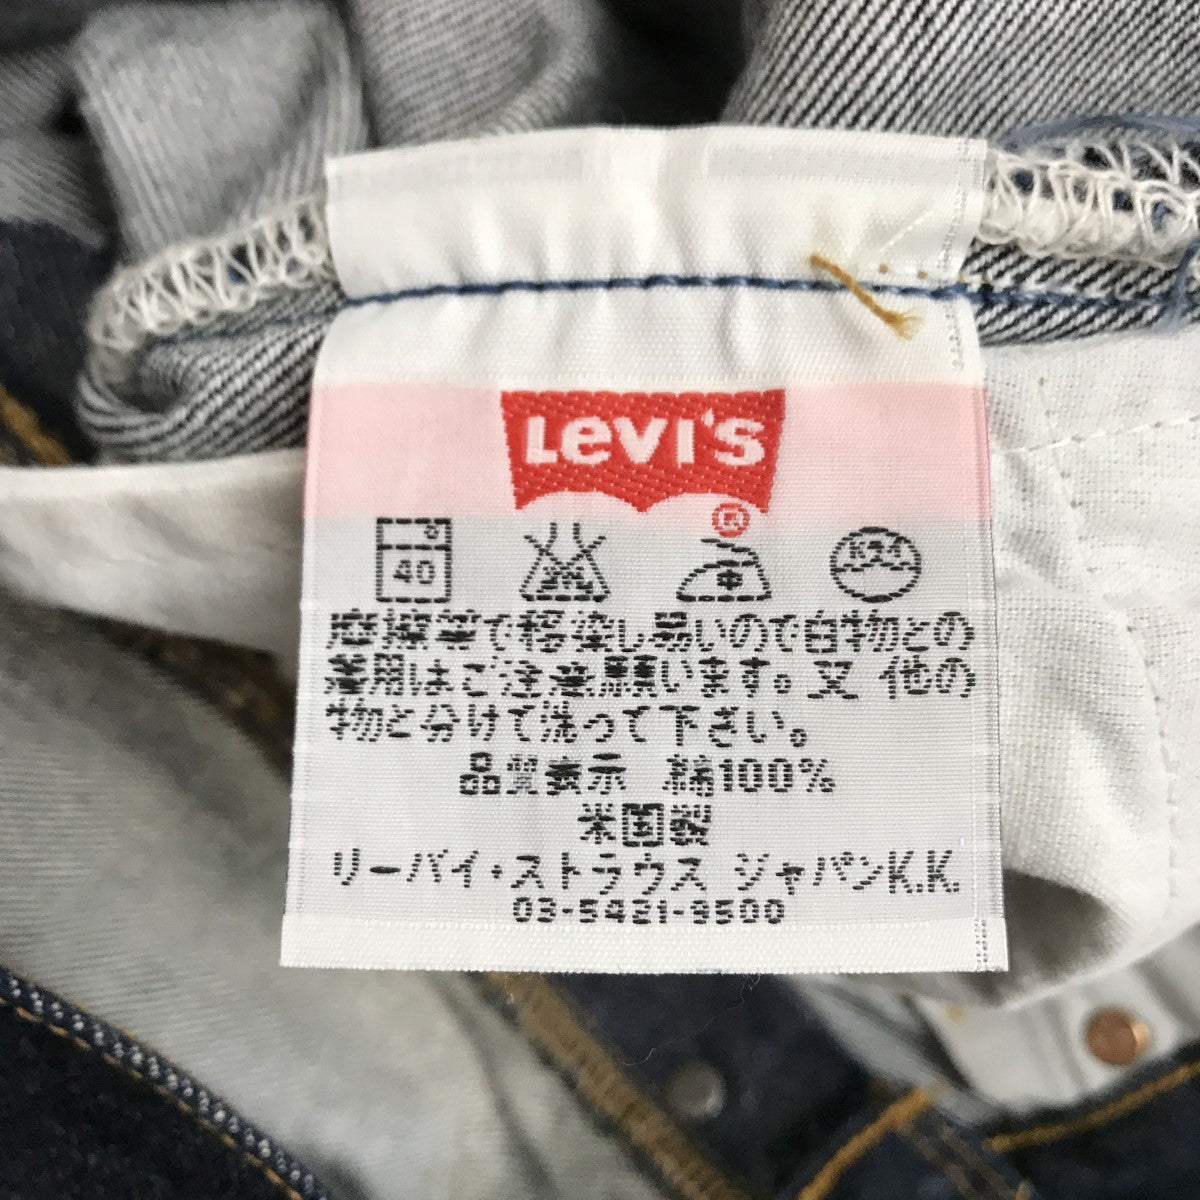 Levi's
®
40
摩擦等で移染し易いので白物との
着用はご注意願います。又 他の
物と分けて洗って下さい。
品質表示 綿100%
米国製
リーバイ・ストラウス ジャパンK.K.
03-5421-9500